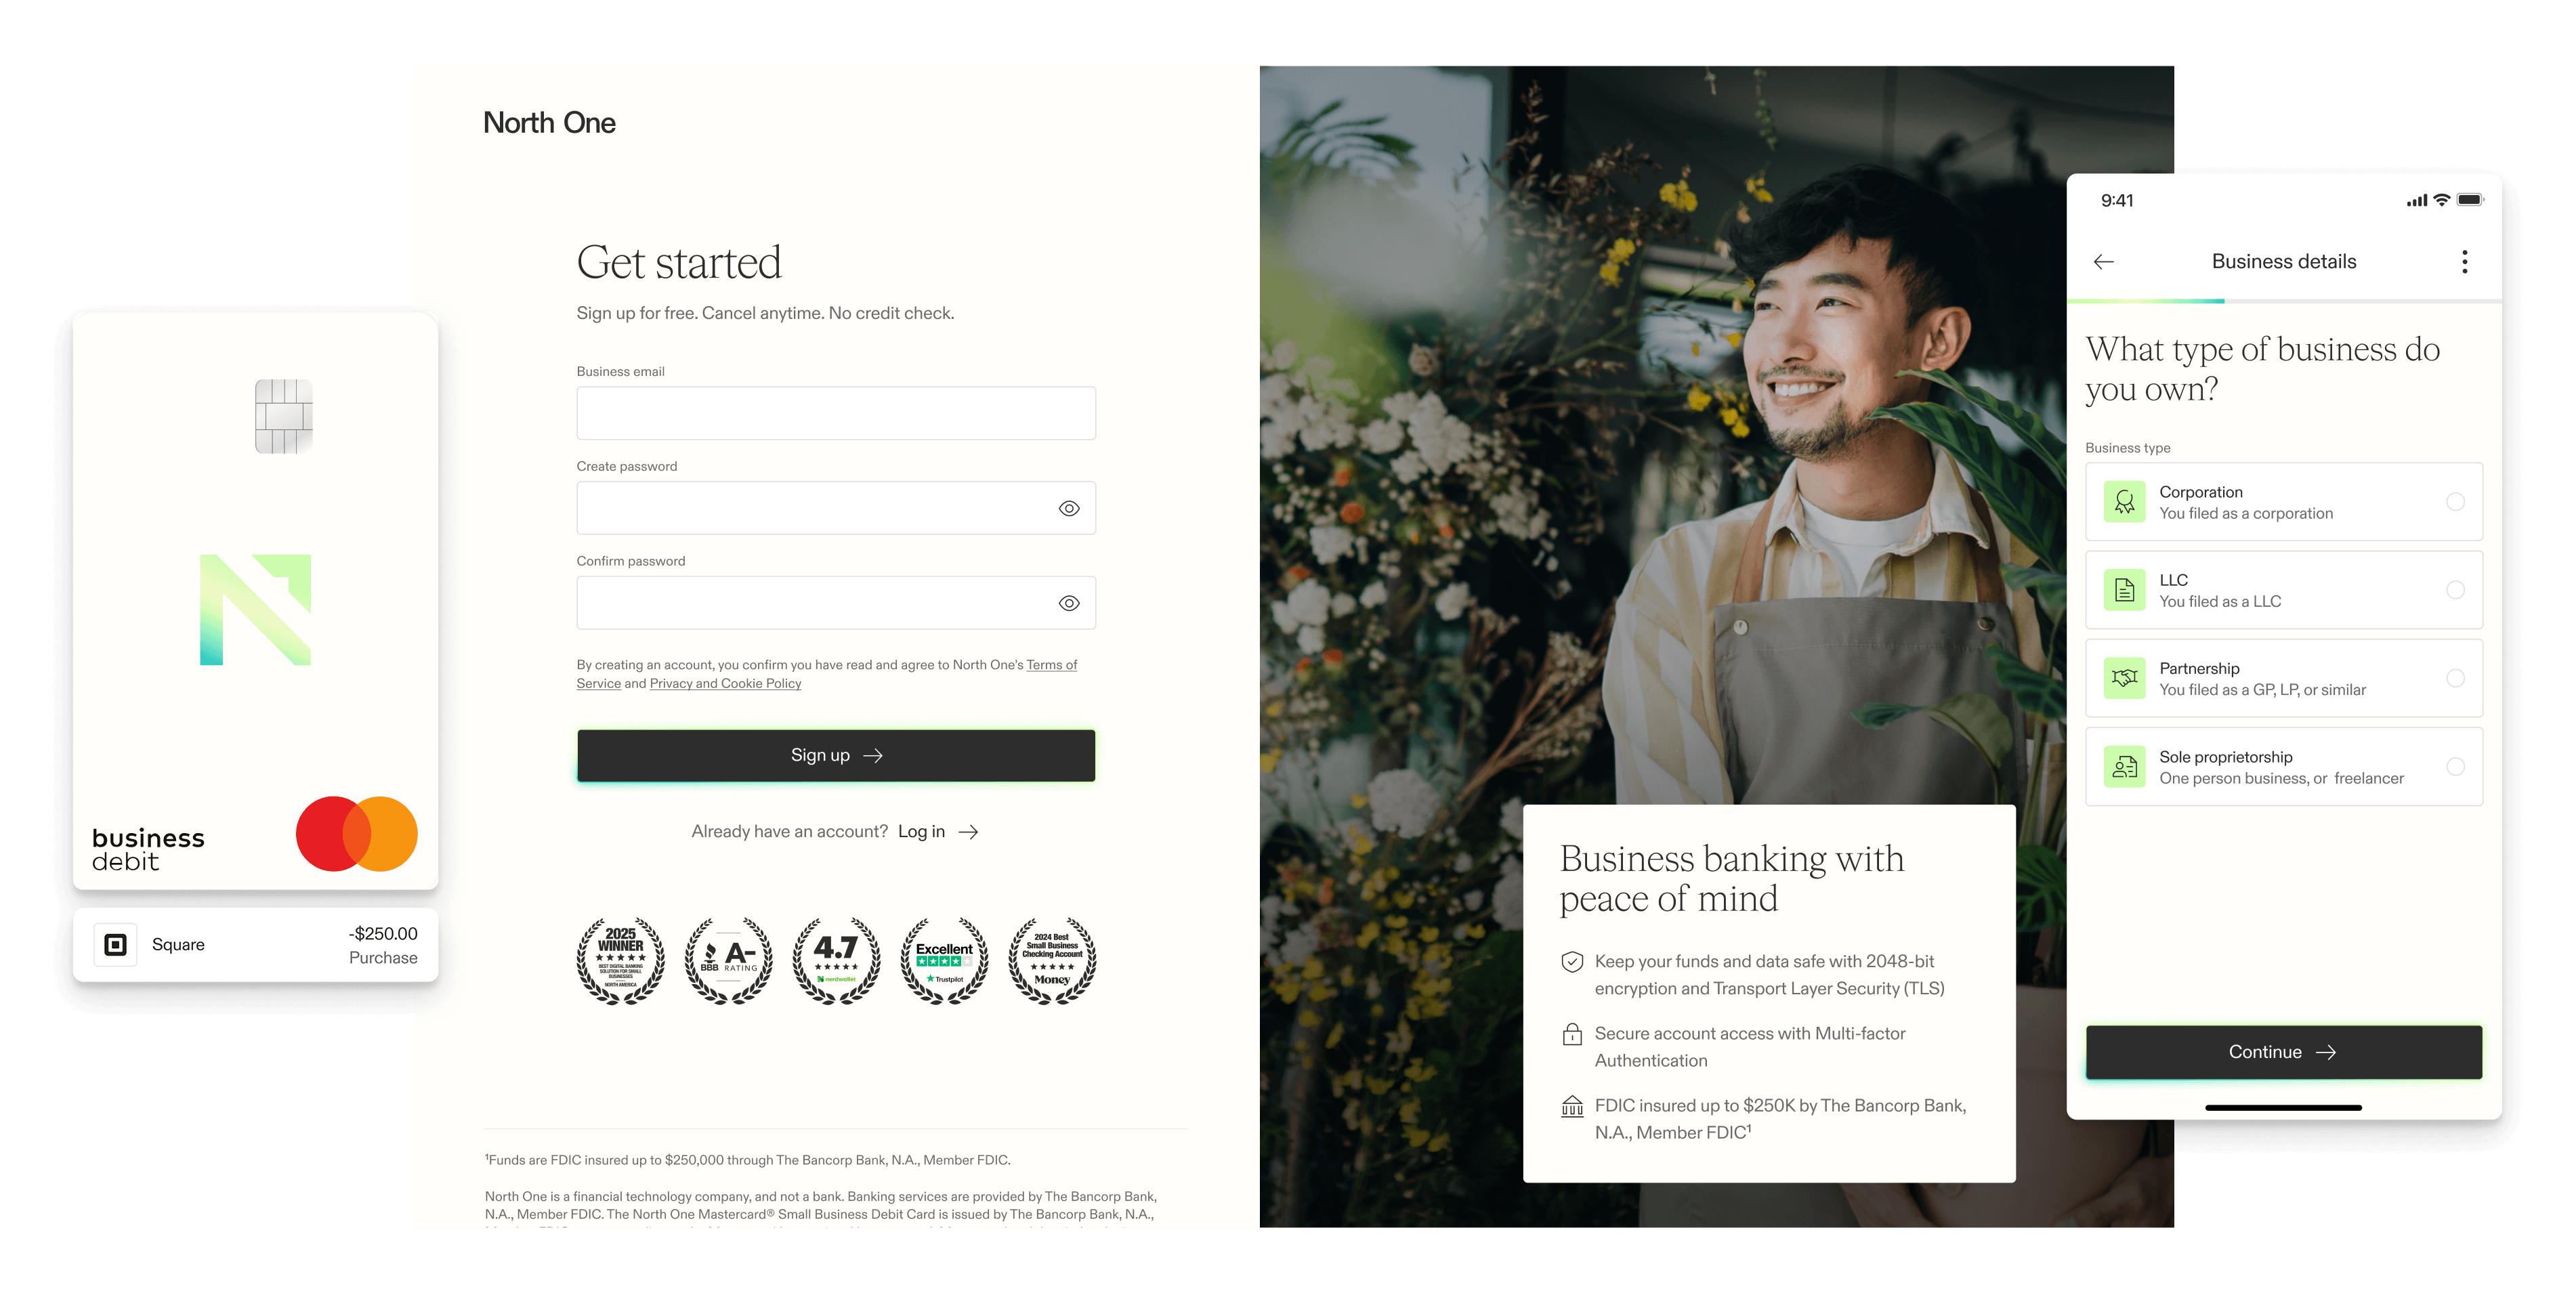 North One
Get started
Sign up for free. Cancel anytime. No credit check.
Business email
Create password
Confirm password
By creating an account, you confirm you have read and agree to North One's Terms of
Service and Privacy and Cookie Policy
Sign up
Already have an account? Log in
2025
WINNER
BEST DIGITAL BANKING
SOLUTION FOR SMALL
BUSINESSES
NORTH AMERICA
BBB A-
RATING
4.7
nerdwallet
Excellent
Trustpilot
2024 Best
Small Business
Checking Account
Money
¹Funds are FDIC insured up to $250,000 through The Bancorp Bank, N.A., Member FDIC.
North One is a financial technology company, and not a bank. Banking services are provided by The Bancorp Bank,
N.A., Member FDIC. The North One Mastercard® Small Business Debit Card is issued by The Bancorp Bank, N.A.,
business
debit
Square
-$250.00
Purchase
Business banking with
peace of mind
Keep your funds and data safe with 2048-bit
encryption and Transport Layer Security (TLS)
Secure account access with Multi-factor
Authentication
FDIC insured up to $250K by The Bancorp Bank,
N.A., Member FDIC¹
9:41
Business details
What type of business do
you own?
Business type
Corporation
You filed as a corporation
LLC
You filed as a LLC
Partnership
You filed as a GP, LP, or similar
Sole proprietorship
One person business, or freelancer
Continue